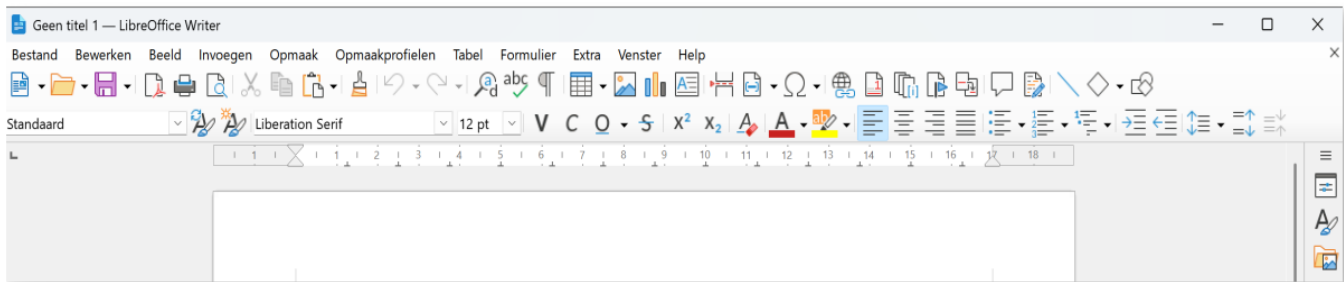 Geen titel 1 — LibreOffice Writer
Bestand Bewerken Beeld Invoegen Opmaak Opmaakprofielen Tabel Formulier Extra Venster Help
Standaard Liberation Serif 12 pt V C O S X² X₂ A A ab
1 1 2 3 4 5 6 7 8 9 10 11 12 13 14 15 16 17 18